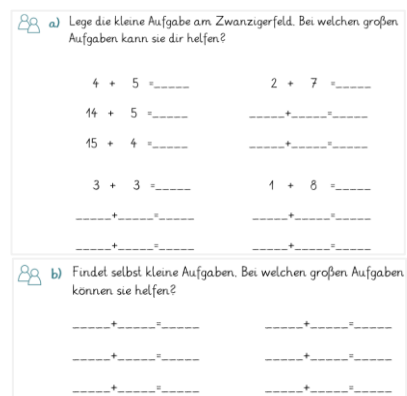 a) Lege die kleine Aufgabe am Zwanzigerfeld. Bei welchen großen
Aufgaben kann sie dir helfen?
4 + 5 =_____ 2 + 7 =_____
14 + 5 =_____ _____+_____=_____
15 + 4 =_____ _____+_____=_____
3 + 3 =_____ 1 + 8 =_____
_____+_____=_____ _____+_____=_____
_____+_____=_____ _____+_____=_____
b) Findet selbst kleine Aufgaben. Bei welchen großen Aufgaben
können sie helfen?
_____+_____=_____ _____+_____=_____
_____+_____=_____ _____+_____=_____
_____+_____=_____ _____+_____=_____